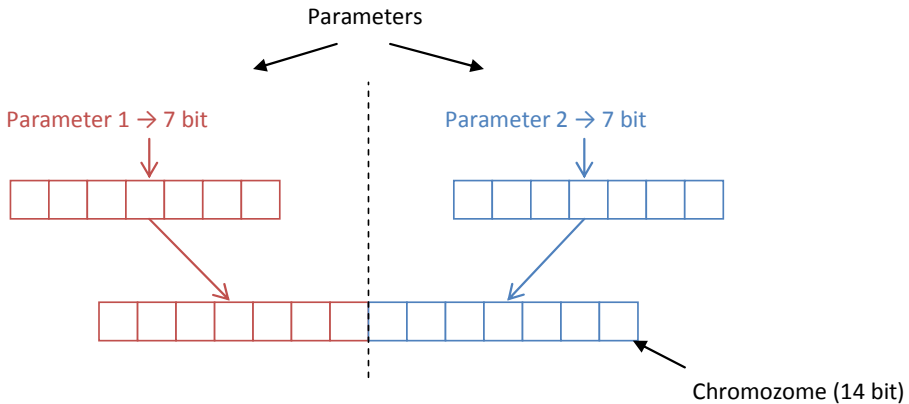 Parameters
Parameter 1 → 7 bit
Parameter 2 → 7 bit
Chromozome (14 bit)